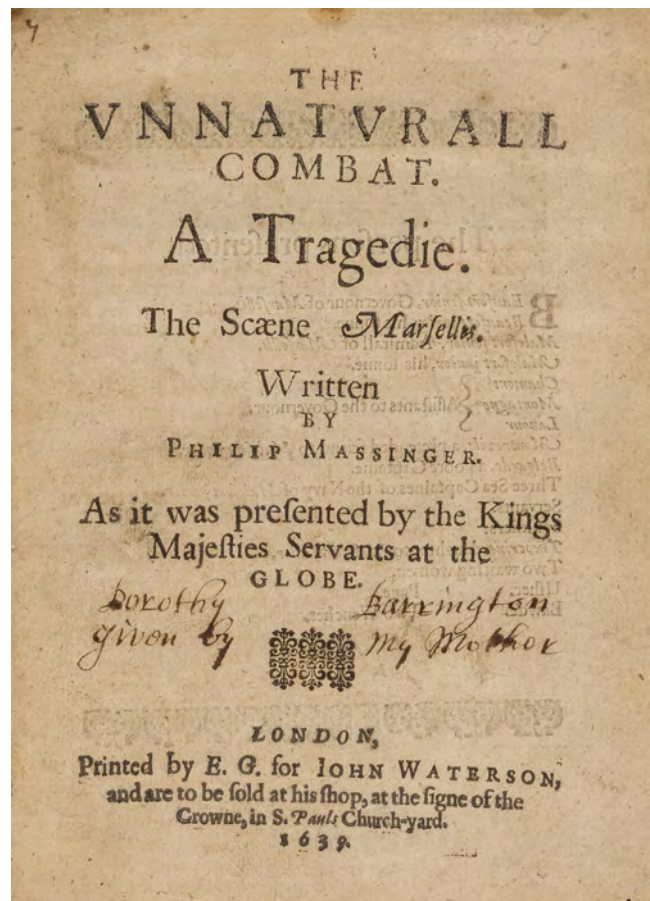 7
THE
VNNATVRALL
COMBAT.
A Tragedie.
The Scæne Marſellis.
Written
BY
PHILIP MASSINGER.
As it was preſented by the Kings
Majeſties Servants at the
GLOBE.
Dorothy Barrington
given by my Mother
LONDON,
Printed by E. G. for IOHN WATERSON,
and are to be ſold at his ſhop, at the ſigne of the
Crowne, in S. Pauls Church-yard.
1639.